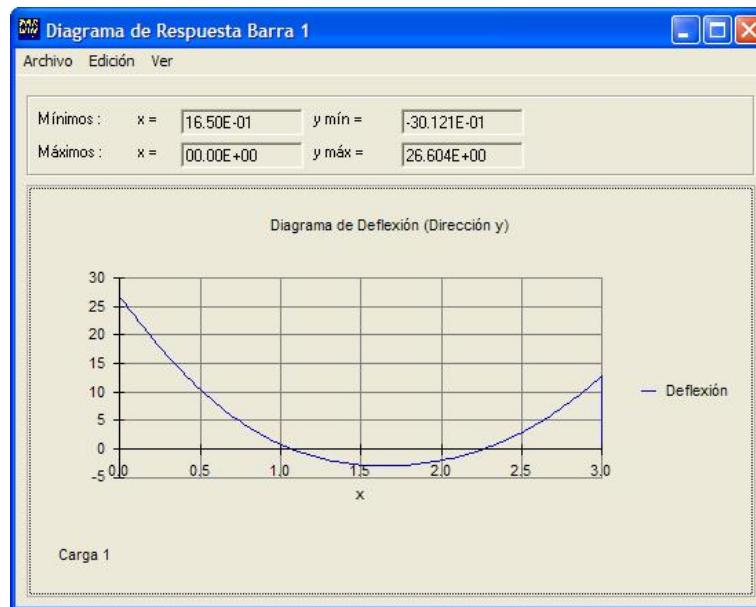 Diagrama de Respuesta Barra 1
Archivo Edición Ver
Mínimos : x = 16.50E-01 y mín = -30.121E-01
Máximos : x = 00.00E+00 y máx = 26.604E+00
Diagrama de Deflexión (Dirección y)
30
25
20
15
10
5
0
-5
0,0 0,5 1,0 1,5 2,0 2,5 3,0
x
Deflexión
Carga 1